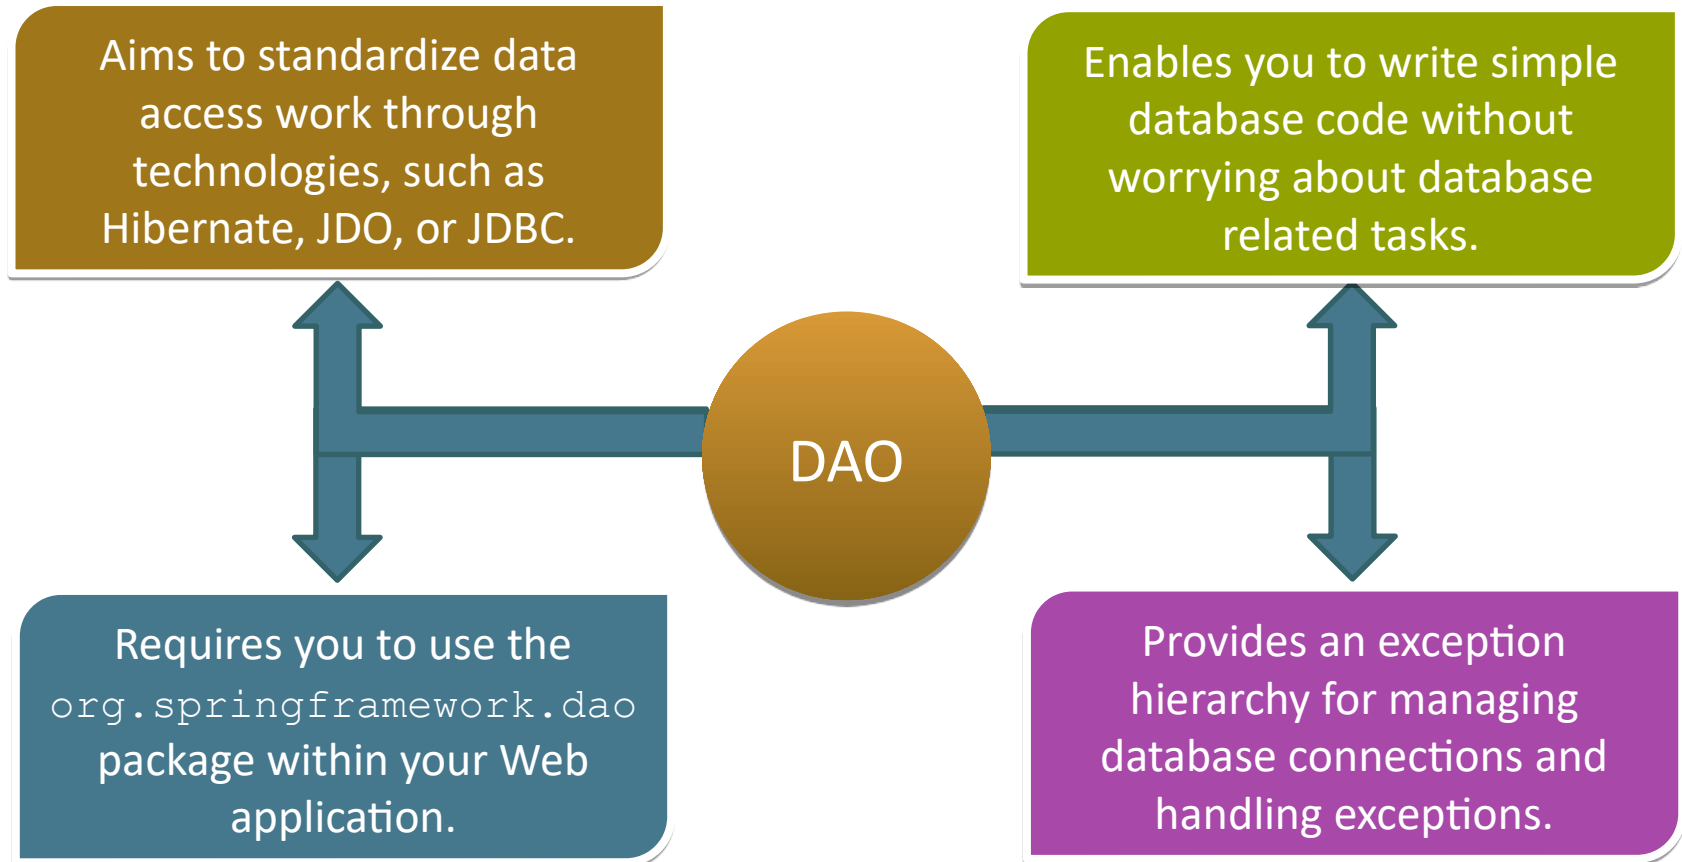 Aims to standardize data
access work through
technologies, such as
Hibernate, JDO, or JDBC.
Enables you to write simple
database code without
worrying about database
related tasks.
DAO
Requires you to use the
org.springframework.dao
package within your Web
application.
Provides an exception
hierarchy for managing
database connections and
handling exceptions.